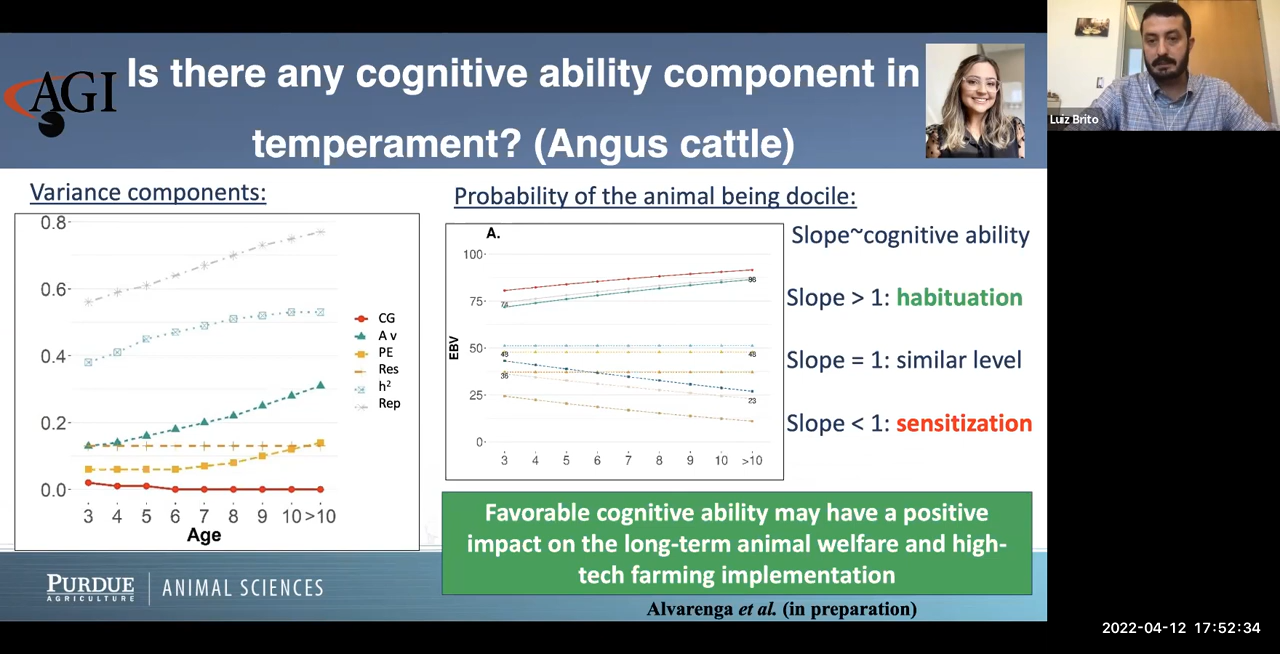 AGI
Is there any cognitive ability component in
temperament? (Angus cattle)
Luiz Brito
Variance components:
0.8
0.6
0.4
0.2
0.0
3 4 5 6 7 8 9 10 >10
Age
CG
A v
PE
Res
h²
Rep
Probability of the animal being docile:
A.
EBV
100
75
50
25
0
48
36
86
48
23
3 4 5 6 7 8 9 10 >10
Slope~cognitive ability
Slope > 1: habituation
Slope = 1: similar level
Slope < 1: sensitization
Favorable cognitive ability may have a positive
impact on the long-term animal welfare and high-
tech farming implementation
PURDUE
AGRICULTURE
ANIMAL SCIENCES
Alvarenga et al. (in preparation)
2022-04-12 17:52:34